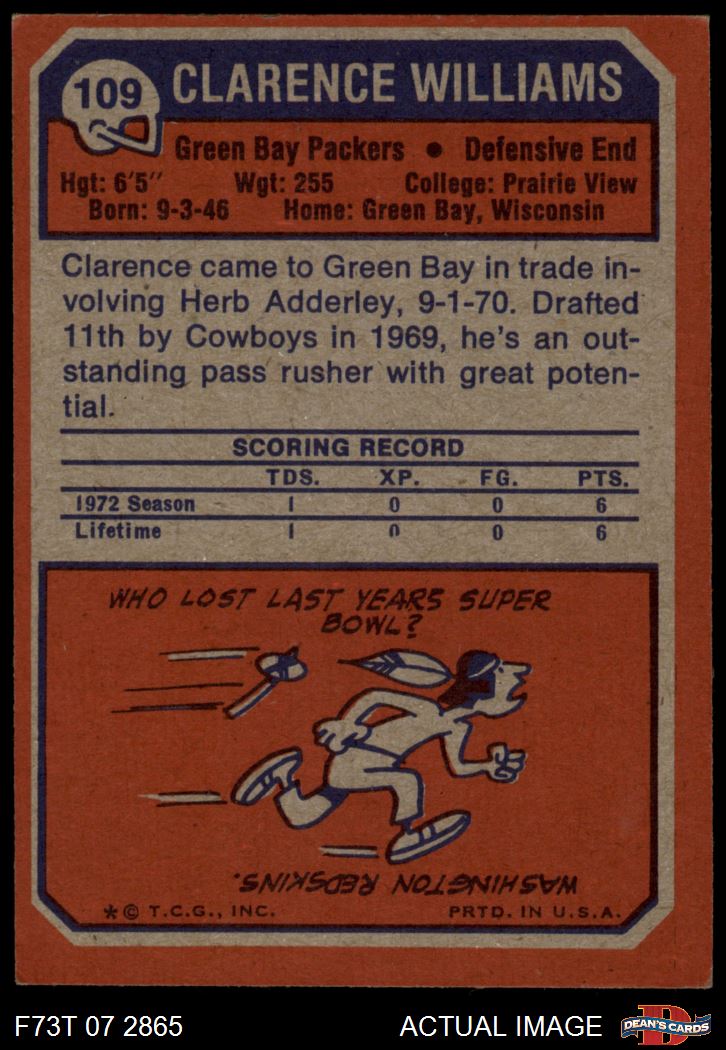 109
CLARENCE WILLIAMS
Green Bay Packers • Defensive End
Hgt: 6'5" Wgt: 255 College: Prairie View
Born: 9-3-46 Home: Green Bay, Wisconsin
Clarence came to Green Bay in trade in-
volving Herb Adderley, 9-1-70. Drafted
11th by Cowboys in 1969, he's an out-
standing pass rusher with great poten-
tial.
SCORING RECORD
TDS. XP. FG. PTS.
1972 Season 1 0 0 6
Lifetime 1 0 0 6
WHO LOST LAST YEARS SUPER
BOWL?
WASHINGTON REDSKINS.
* © T.C.G., INC. PRTD. IN U.S.A.
F73T 07 2865 ACTUAL IMAGE
D
DEAN'S CARDS